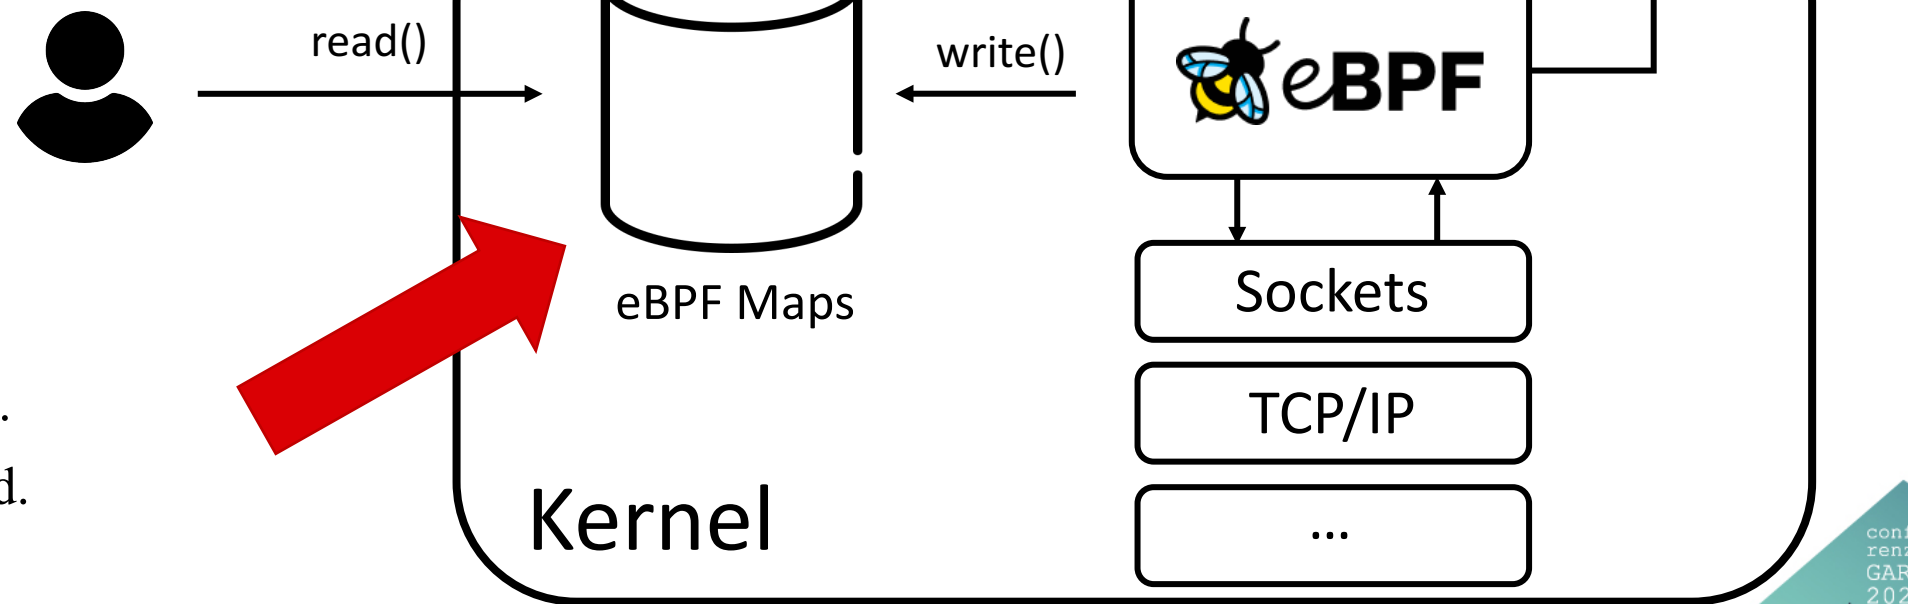 read()
write()
eBPF
eBPF Maps
Sockets
TCP/IP
Kernel
...